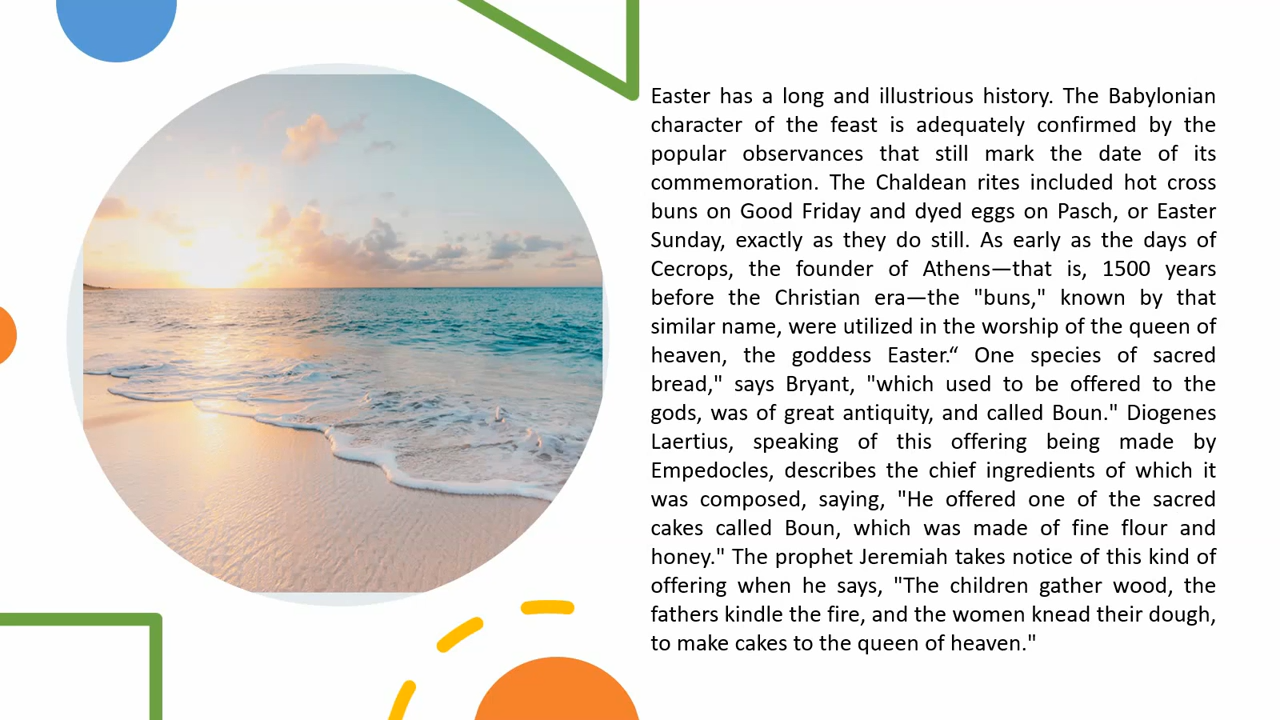 Easter has a long and illustrious history. The Babylonian
character of the feast is adequately confirmed by the
popular observances that still mark the date of its
commemoration. The Chaldean rites included hot cross
buns on Good Friday and dyed eggs on Pasch, or Easter
Sunday, exactly as they do still. As early as the days of
Cecrops, the founder of Athens—that is, 1500 years
before the Christian era—the "buns," known by that
similar name, were utilized in the worship of the queen of
heaven, the goddess Easter.“ One species of sacred
bread," says Bryant, "which used to be offered to the
gods, was of great antiquity, and called Boun." Diogenes
Laertius, speaking of this offering being made by
Empedocles, describes the chief ingredients of which it
was composed, saying, "He offered one of the sacred
cakes called Boun, which was made of fine flour and
honey." The prophet Jeremiah takes notice of this kind of
offering when he says, "The children gather wood, the
fathers kindle the fire, and the women knead their dough,
to make cakes to the queen of heaven."